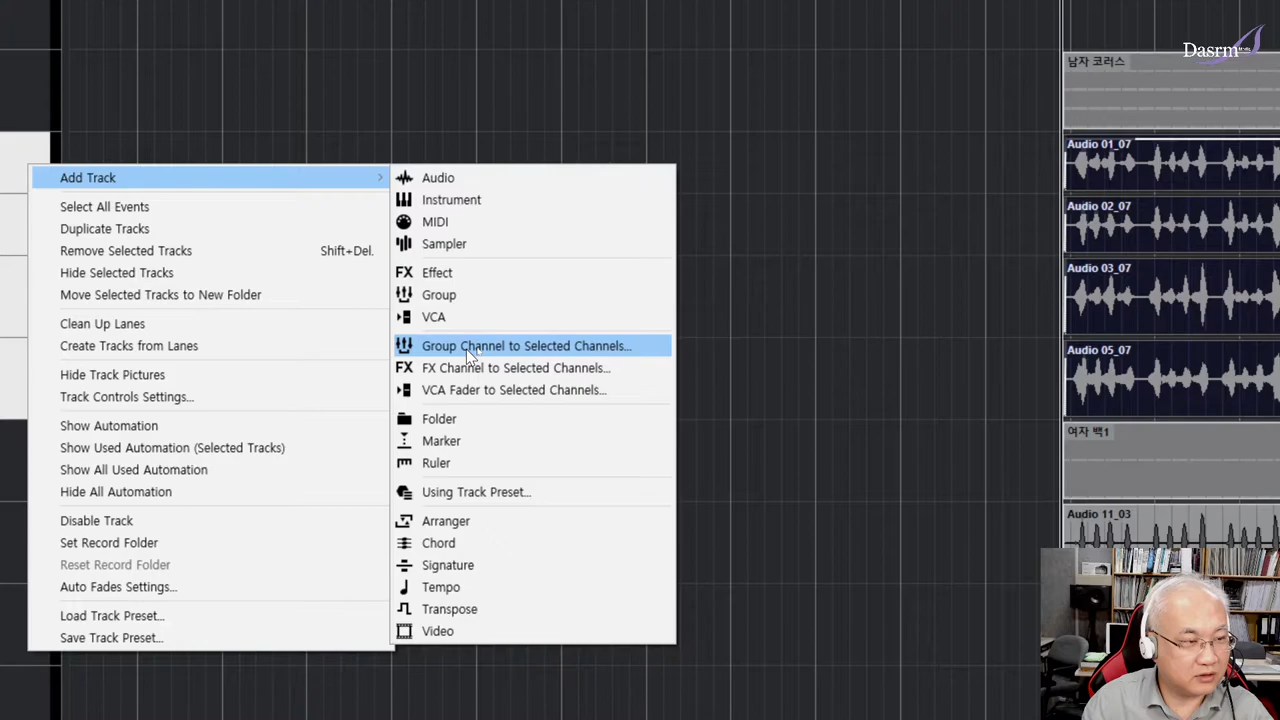 Dasrm
남자 코러스
Audio 01_07
Add Track
Audio
Select All Events
Instrument
Audio 02_07
Duplicate Tracks
MIDI
Remove Selected Tracks Shift+Del.
Sampler
Hide Selected Tracks
Effect
Audio 03_07
Move Selected Tracks to New Folder
Group
Clean Up Lanes
VCA
Create Tracks from Lanes
Group Channel to Selected Channels...
Audio 05_07
Hide Track Pictures
FX Channel to Selected Channels...
Track Controls Settings...
VCA Fader to Selected Channels...
Show Automation
Folder
여자 백1
Show Used Automation (Selected Tracks)
Marker
Show All Used Automation
Ruler
Hide All Automation
Using Track Preset...
Disable Track
Arranger
Audio 11_03
Set Record Folder
Chord
Reset Record Folder
Signature
Auto Fades Settings...
Tempo
Load Track Preset...
Transpose
Save Track Preset...
Video